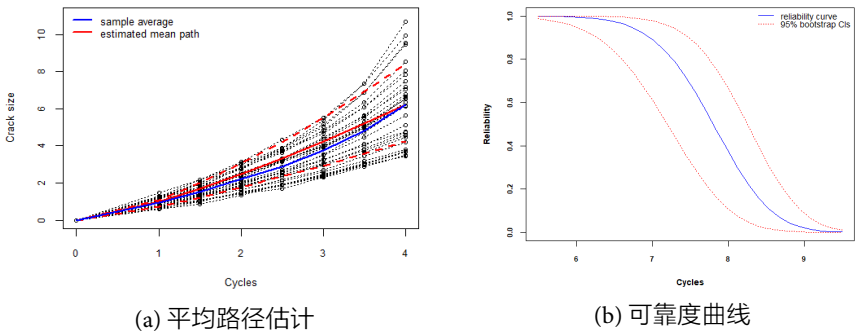 sample average
estimated mean path
10
8
6
4
2
0
Crack size
0 1 2 3 4
Cycles
(a) 平均路径估计
reliability curve
95% bootstrap CIs
1.0
0.8
0.6
0.4
0.2
0.0
Reliability
6 7 8 9
Cycles
(b) 可靠度曲线